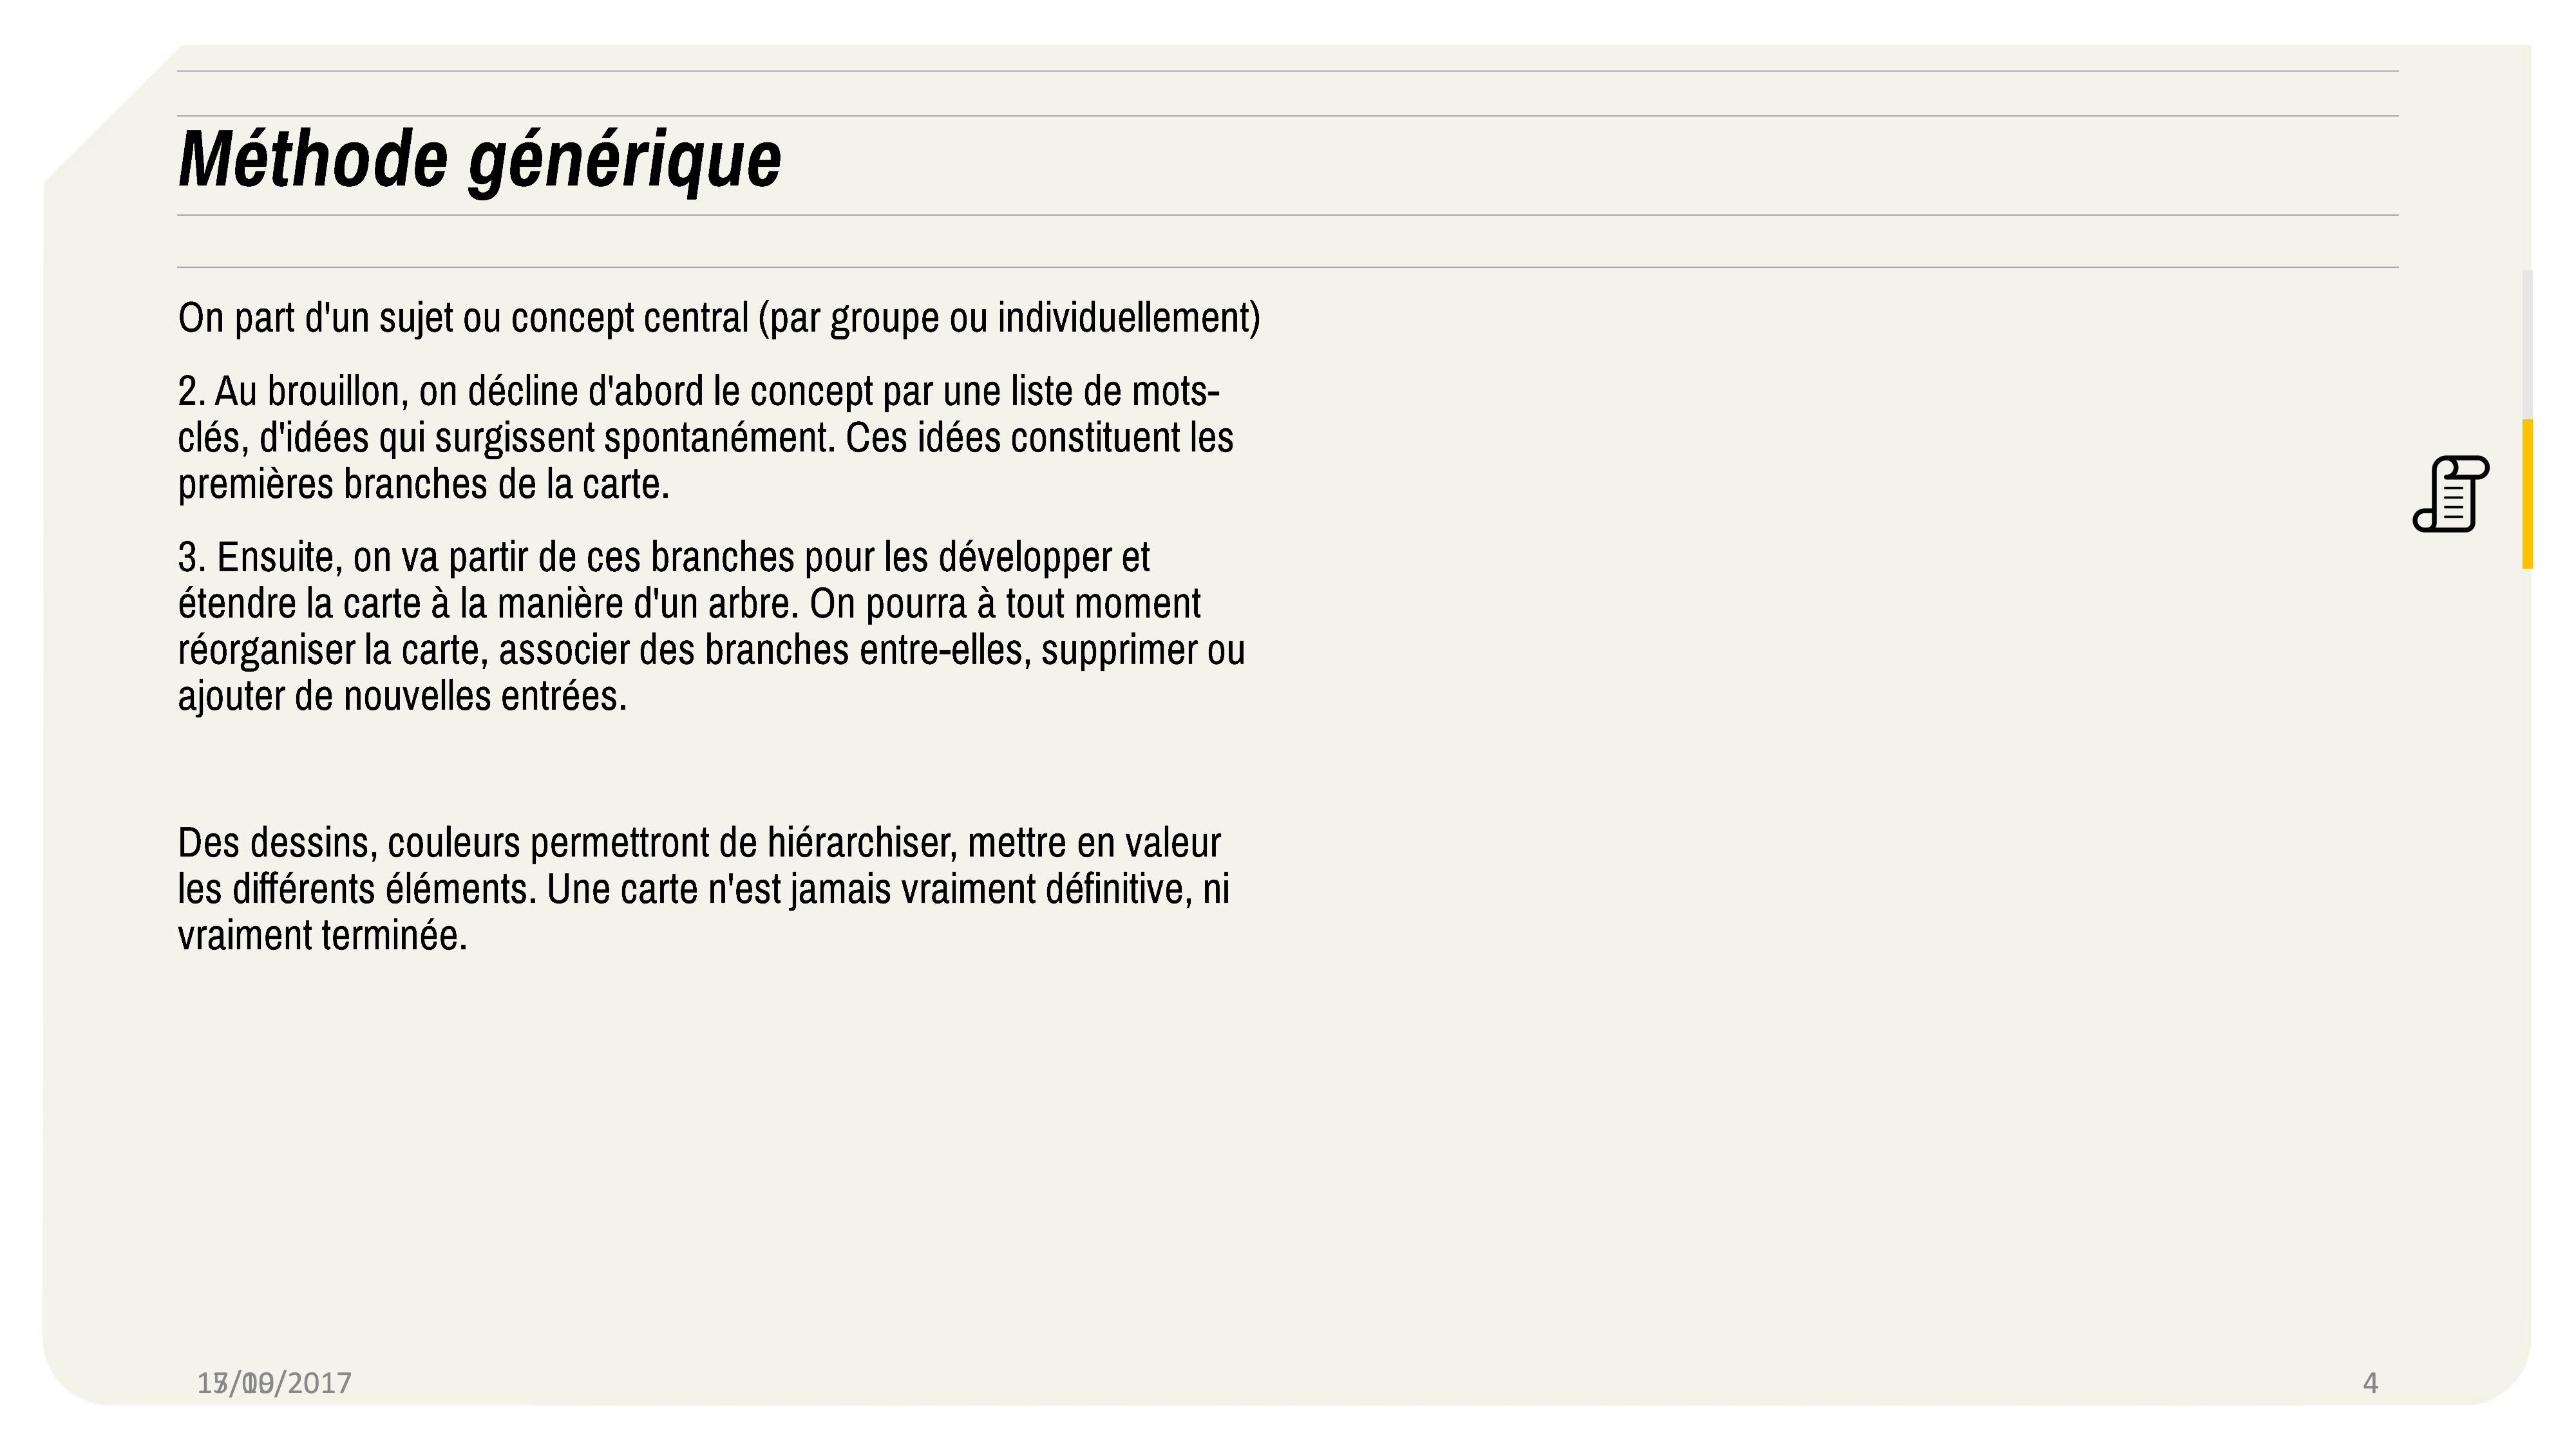 Méthode générique
On part d'un sujet ou concept central (par groupe ou individuellement)
2. Au brouillon, on décline d'abord le concept par une liste de mots-
clés, d'idées qui surgissent spontanément. Ces idées constituent les
premières branches de la carte.
3. Ensuite, on va partir de ces branches pour les développer et
étendre la carte à la manière d'un arbre. On pourra à tout moment
réorganiser la carte, associer des branches entre-elles, supprimer ou
ajouter de nouvelles entrées.
Des dessins, couleurs permettront de hiérarchiser, mettre en valeur
les différents éléments. Une carte n'est jamais vraiment définitive, ni
vraiment terminée.
4